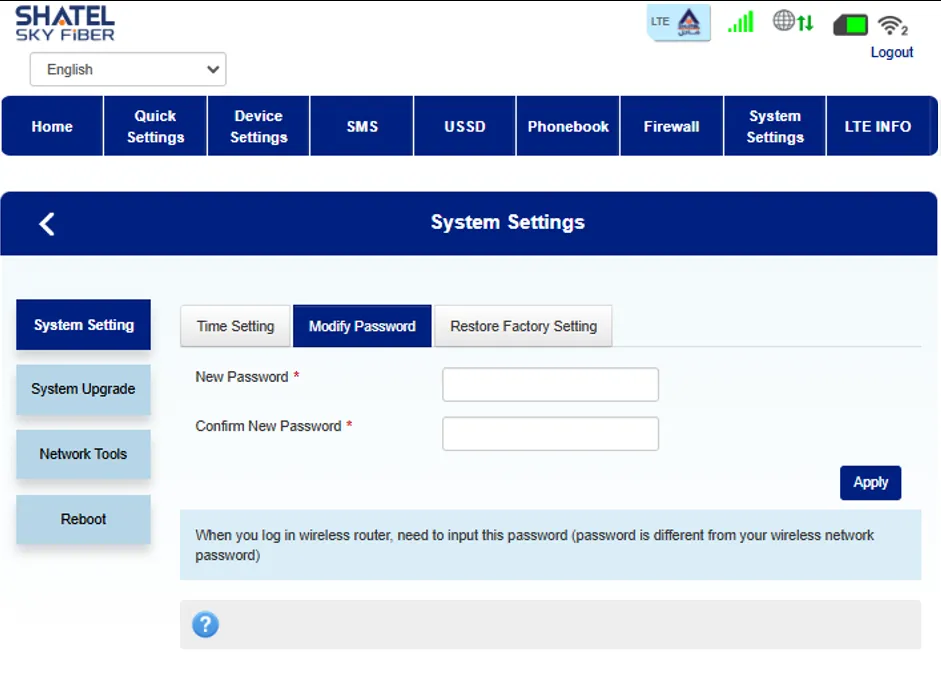 SHATEL
SKY FiBER
LTE
2
Logout
English
Home
Quick Settings
Device Settings
SMS
USSD
Phonebook
Firewall
System Settings
LTE INFO
System Settings
System Setting
System Upgrade
Network Tools
Reboot
Time Setting
Modify Password
Restore Factory Setting
New Password *
Confirm New Password *
Apply
When you log in wireless router, need to input this password (password is different from your wireless network
password)
?